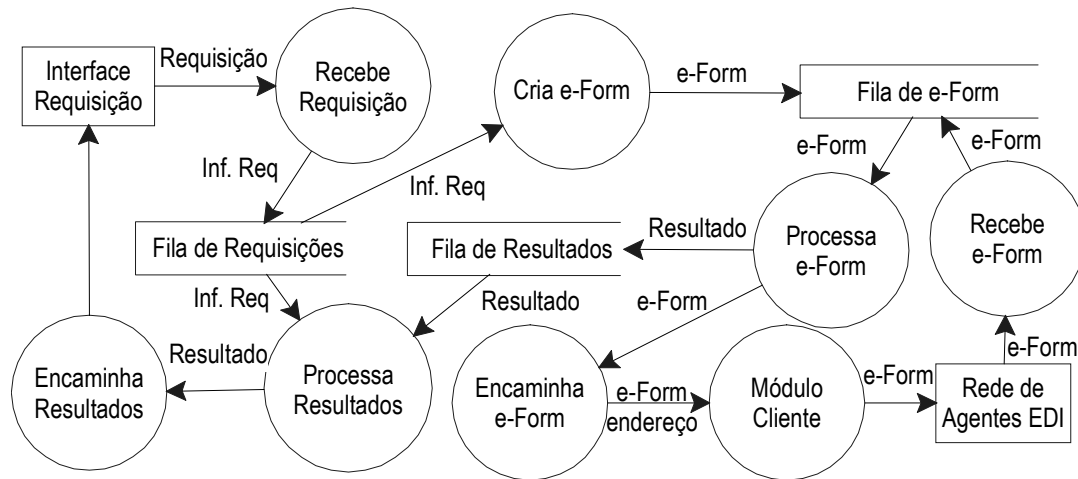 Interface
Requisição
Requisição
Recebe
Requisição
Cria e-Form
e-Form
Fila de e-Form
Inf. Req
Inf. Req
e-Form
e-Form
Fila de Requisições
Fila de Resultados
Resultado
Processa
e-Form
Recebe
e-Form
Inf. Req
Resultado
e-Form
Encaminha
Resultados
Resultado
Processa
Resultados
Encaminha
e-Form
e-Form
endereço
Módulo
Cliente
e-Form
e-Form
Rede de
Agentes EDI